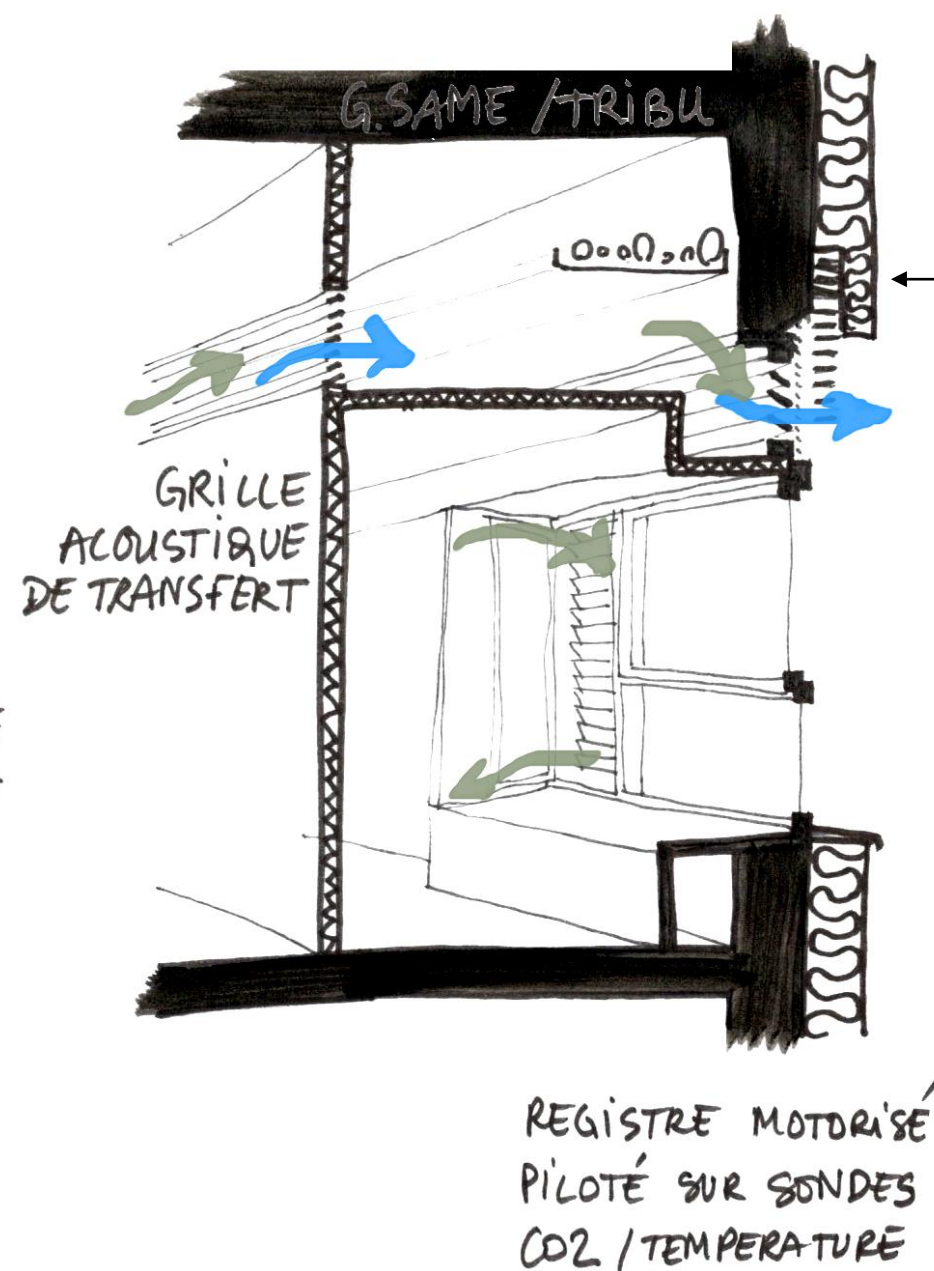 G.SAME /TRIBU
GRILLE
ACOUSTIQUE
DE TRANSFERT
REGISTRE MOTORISÉ
PILOTÉ SUR SONDES
CO2 / TEMPERATURE